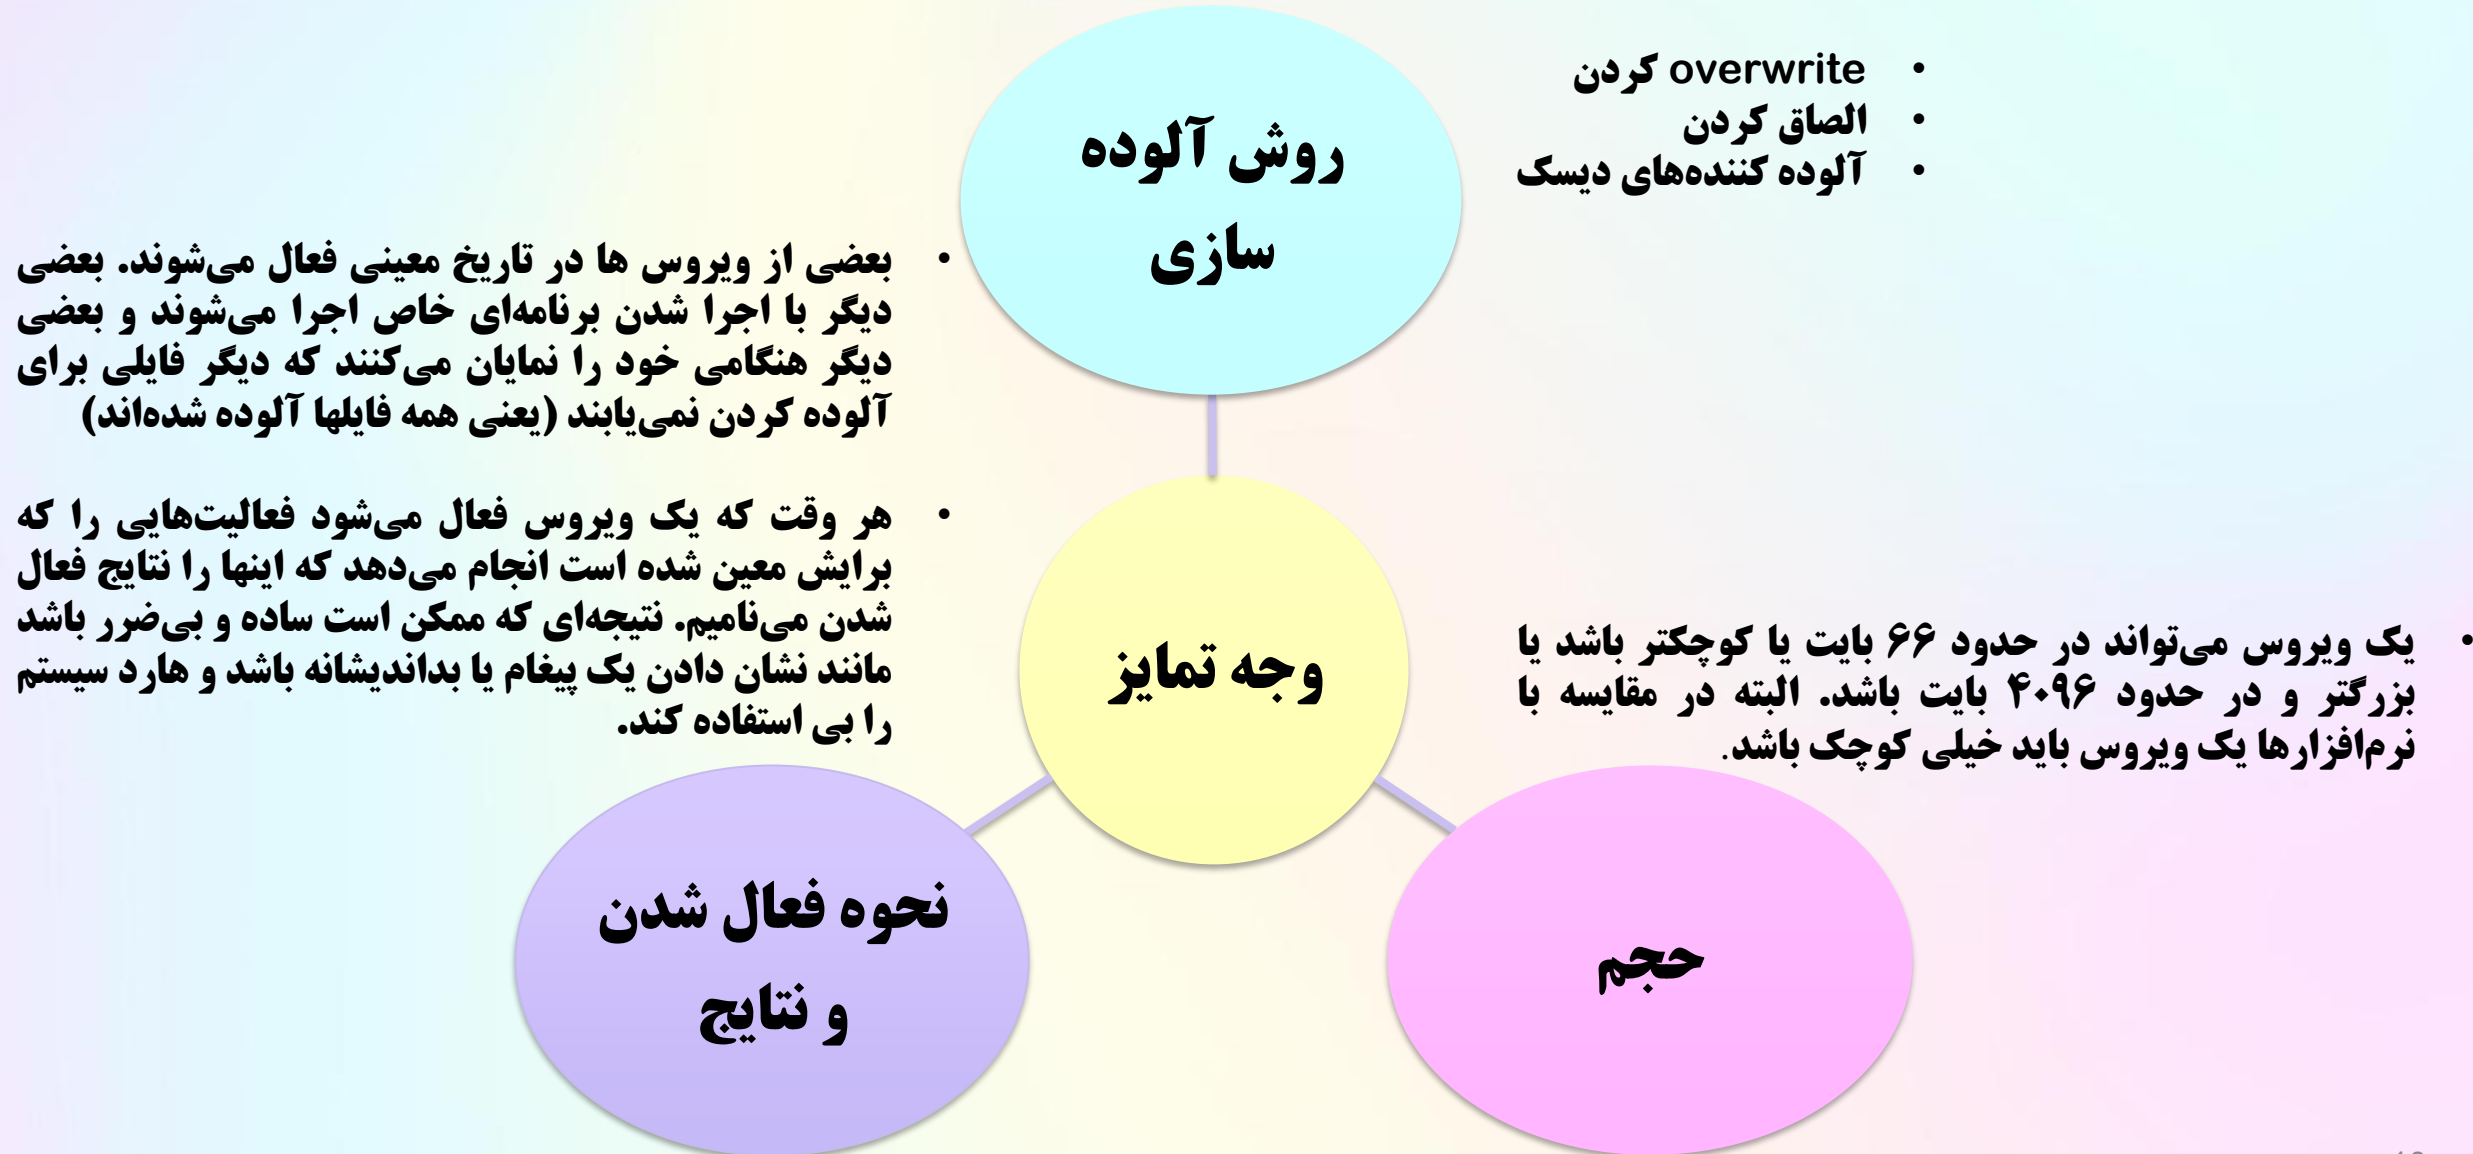 روش آلوده
سازی
• overwrite کردن
• الصاق کردن
• آلوده کننده‌های دیسک
• بعضی از ویروس ها در تاریخ معینی فعال می‌شوند. بعضی
دیگر با اجرا شدن برنامه‌ای خاص اجرا می‌شوند و بعضی
دیگر هنگامی خود را نمایان می‌کنند که دیگر فایلی برای
آلوده کردن نمی‌یابند (یعنی همه فایلها آلوده شده‌اند)
• هر وقت که یک ویروس فعال می‌شود فعالیت‌هایی را که
برایش معین شده است انجام می‌دهد که اینها را نتایج فعال
شدن می‌نامیم. نتیجه‌ای که ممکن است ساده و بی‌ضرر باشد
مانند نشان دادن یک پیغام یا بداندیشانه باشد و هارد سیستم
را بی استفاده کند.
وجه تمایز
• یک ویروس می‌تواند در حدود ۶۶ بایت یا کوچکتر باشد یا
بزرگتر و در حدود ۴۰۹۶ بایت باشد. البته در مقایسه با
نرم‌افزارها یک ویروس باید خیلی کوچک باشد.
نحوه فعال شدن
و نتایج
حجم